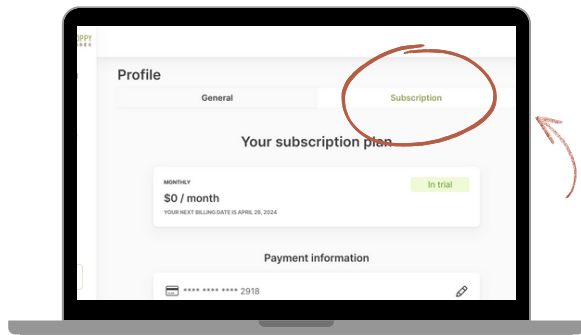 Profile
General
Subscription
Your subscription plan
MONTHLY
In trial
$0 / month
YOUR NEXT BILLING DATE IS APRIL 29, 2024
Payment information
**** **** **** 2918